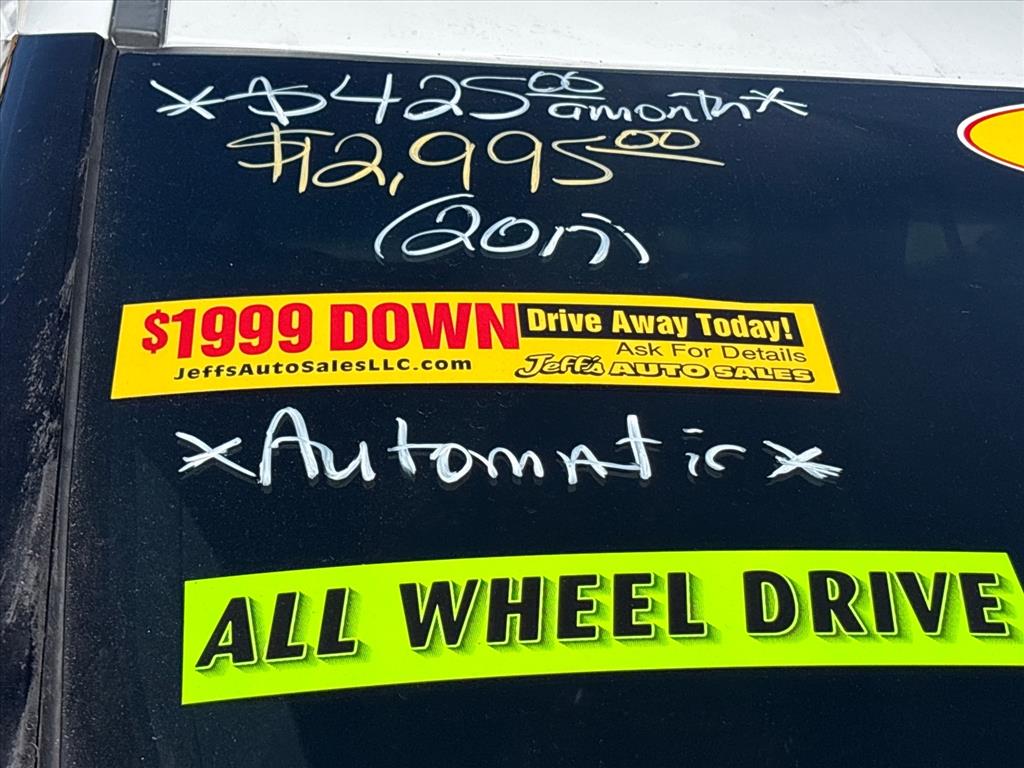 *$425.00 a month*
$12,995.00
(2017)
$1999 DOWN Drive Away Today!
Ask For Details
JeffsAutoSalesLLC.com Jeff's AUTO SALES
*Automatic*
ALL WHEEL DRIVE